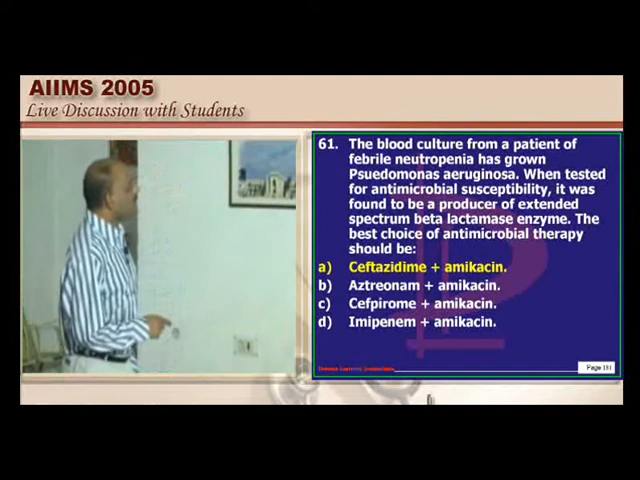 AIIMS 2005
Live Discussion with Students
61. The blood culture from a patient of
febrile neutropenia has grown
Psuedomonas aeruginosa. When tested
for antimicrobial susceptibility, it was
found to be a producer of extended
spectrum beta lactamase enzyme. The
best choice of antimicrobial therapy
should be:
a) Ceftazidime + amikacin.
b) Aztreonam + amikacin.
c) Cefpirome + amikacin.
d) Imipenem + amikacin.
Page 181